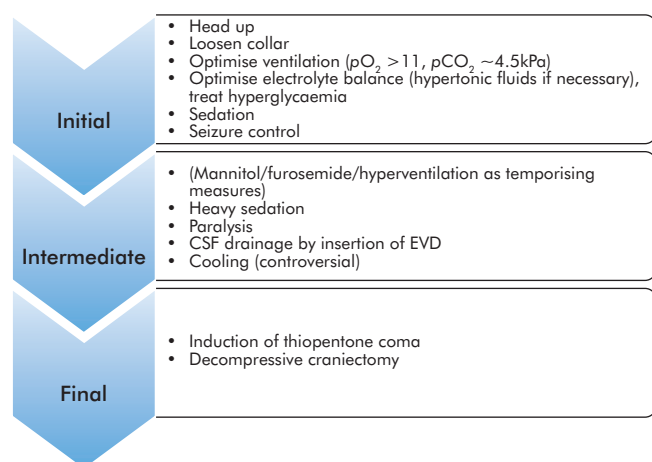 Initial
• Head up
• Loosen collar
• Optimise ventilation (pO₂ >11, pCO₂ ~4.5kPa)
• Optimise electrolyte balance (hypertonic fluids if necessary),
treat hyperglycaemia
• Sedation
• Seizure control
Intermediate
• (Mannitol/furosemide/hyperventilation as temporising
measures)
• Heavy sedation
• Paralysis
• CSF drainage by insertion of EVD
• Cooling (controversial)
Final
• Induction of thiopentone coma
• Decompressive craniectomy